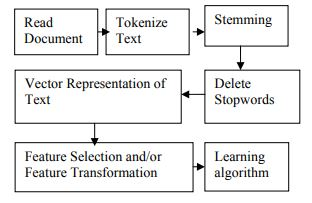 Read
Document
Tokenize
Text
Stemming
Delete
Stopwords
Vector Representation of
Text
Feature Selection and/or
Feature Transformation
Learning
algorithm